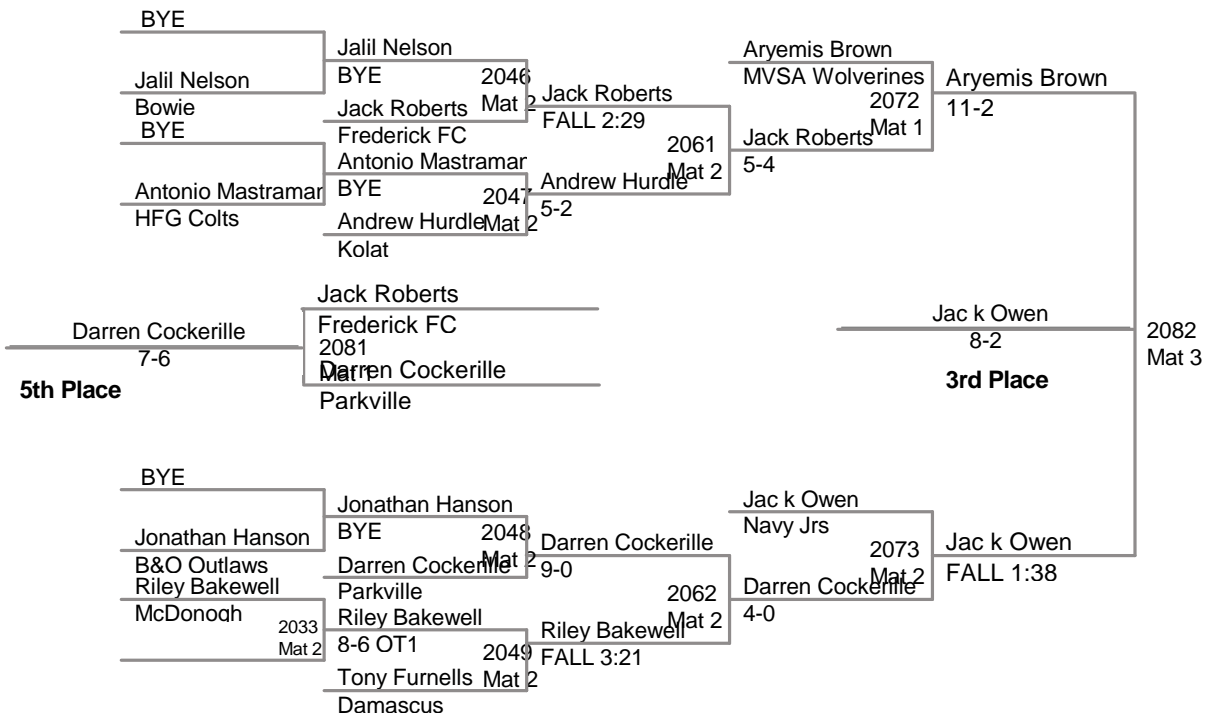 BYE
Jalil Nelson
Bowie
BYE
Antonio Mastramar
HFG Colts
Jalil Nelson
BYE
2046
Mat 2
Jack Roberts
Frederick FC
Antonio Mastramar
BYE
2047
Mat 2
Andrew Hurdle
Kolat
Jack Roberts
FALL 2:29
2061
Mat 2
Andrew Hurdle
5-2
Aryemis Brown
MVSA Wolverines
2072
Mat 1
Jack Roberts
5-4
Aryemis Brown
11-2
Darren Cockerille
7-6
5th Place
Jack Roberts
Frederick FC
2081
Mat 1
Darren Cockerille
Parkville
Jac k Owen
8-2
3rd Place
2082
Mat 3
BYE
Jonathan Hanson
B&O Outlaws
Riley Bakewell
McDonogh
2033
Mat 2
Jonathan Hanson
BYE
2048
Mat 2
Darren Cockerille
Parkville
Riley Bakewell
8-6 OT1
2049
Mat 2
Tony Furnells
Damascus
Darren Cockerille
9-0
2062
Mat 2
Riley Bakewell
FALL 3:21
Jac k Owen
Navy Jrs
2073
Mat 2
Darren Cockerille
4-0
Jac k Owen
FALL 1:38